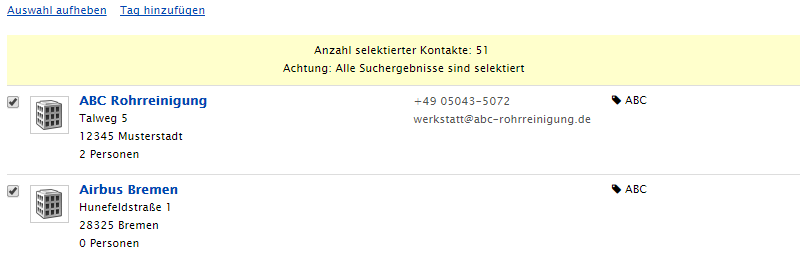 Auswahl aufheben Tag hinzufügen
Anzahl selektierter Kontakte: 51
Achtung: Alle Suchergebnisse sind selektiert
ABC Rohrreinigung +49 05043-5072 ABC
Talweg 5 werkstatt@abc-rohrreinigung.de
12345 Musterstadt
2 Personen
Airbus Bremen ABC
Hunefeldstraße 1
28325 Bremen
0 Personen